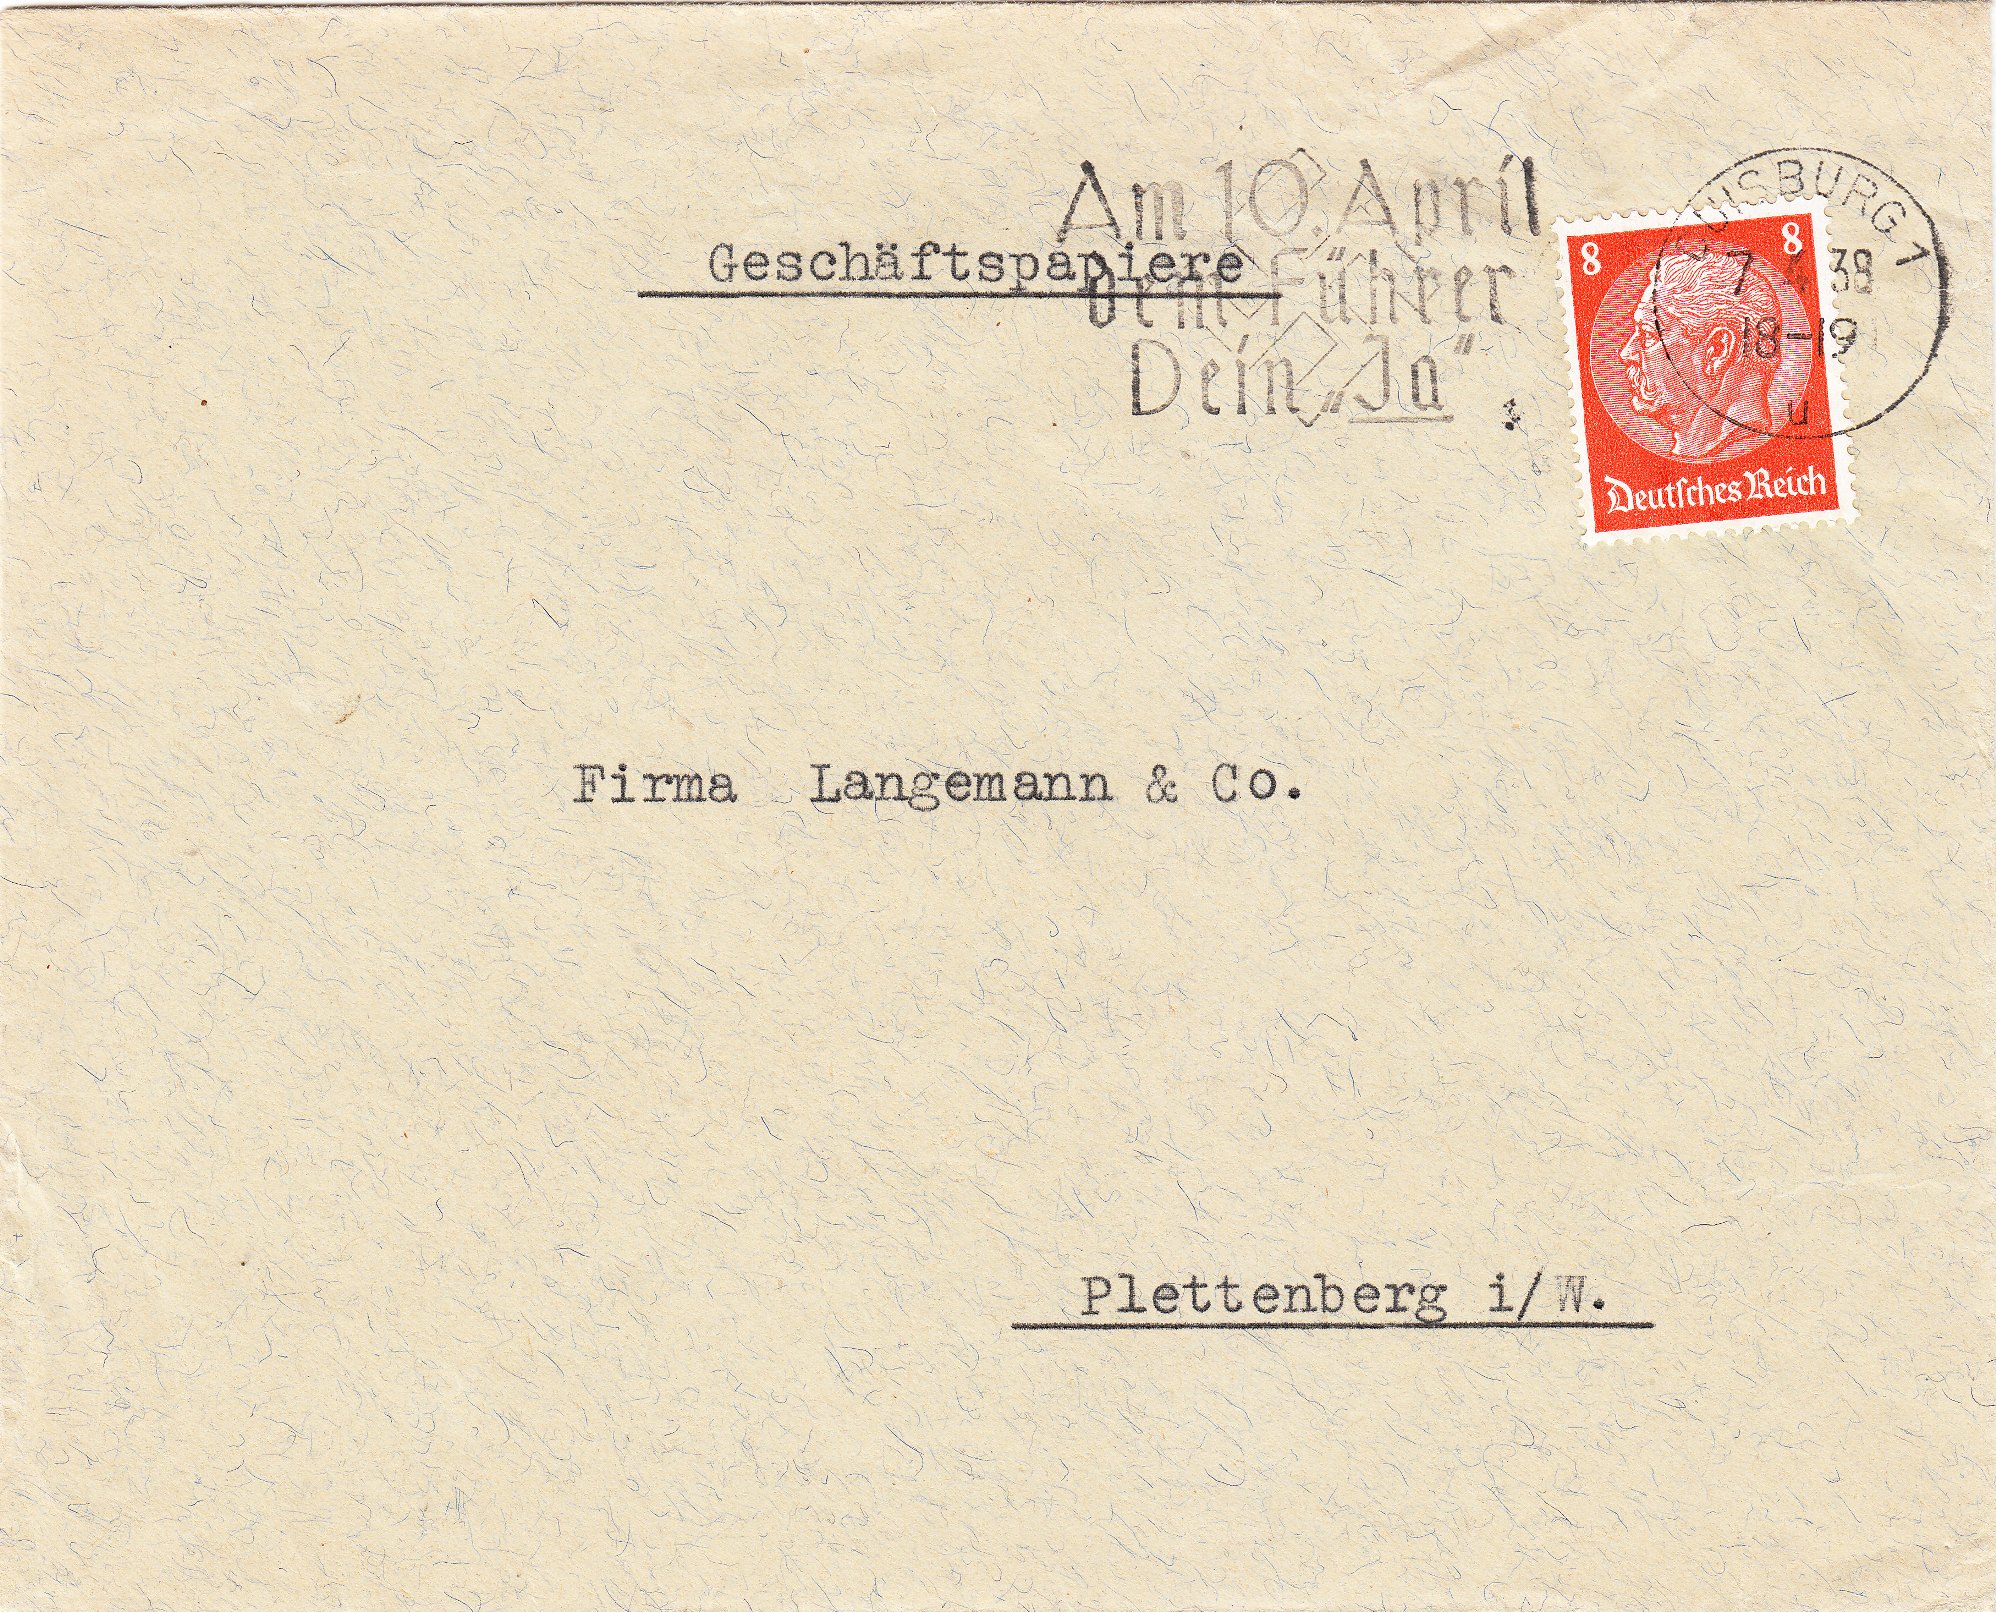 Geschäftspapiere
Am 10. April
dem Führer
Dein „Ja"
DUISBURG 1
7 4 38
18-19
u
8 8
Deutsches Reich
Firma Langemann & Co.
Plettenberg i/W.